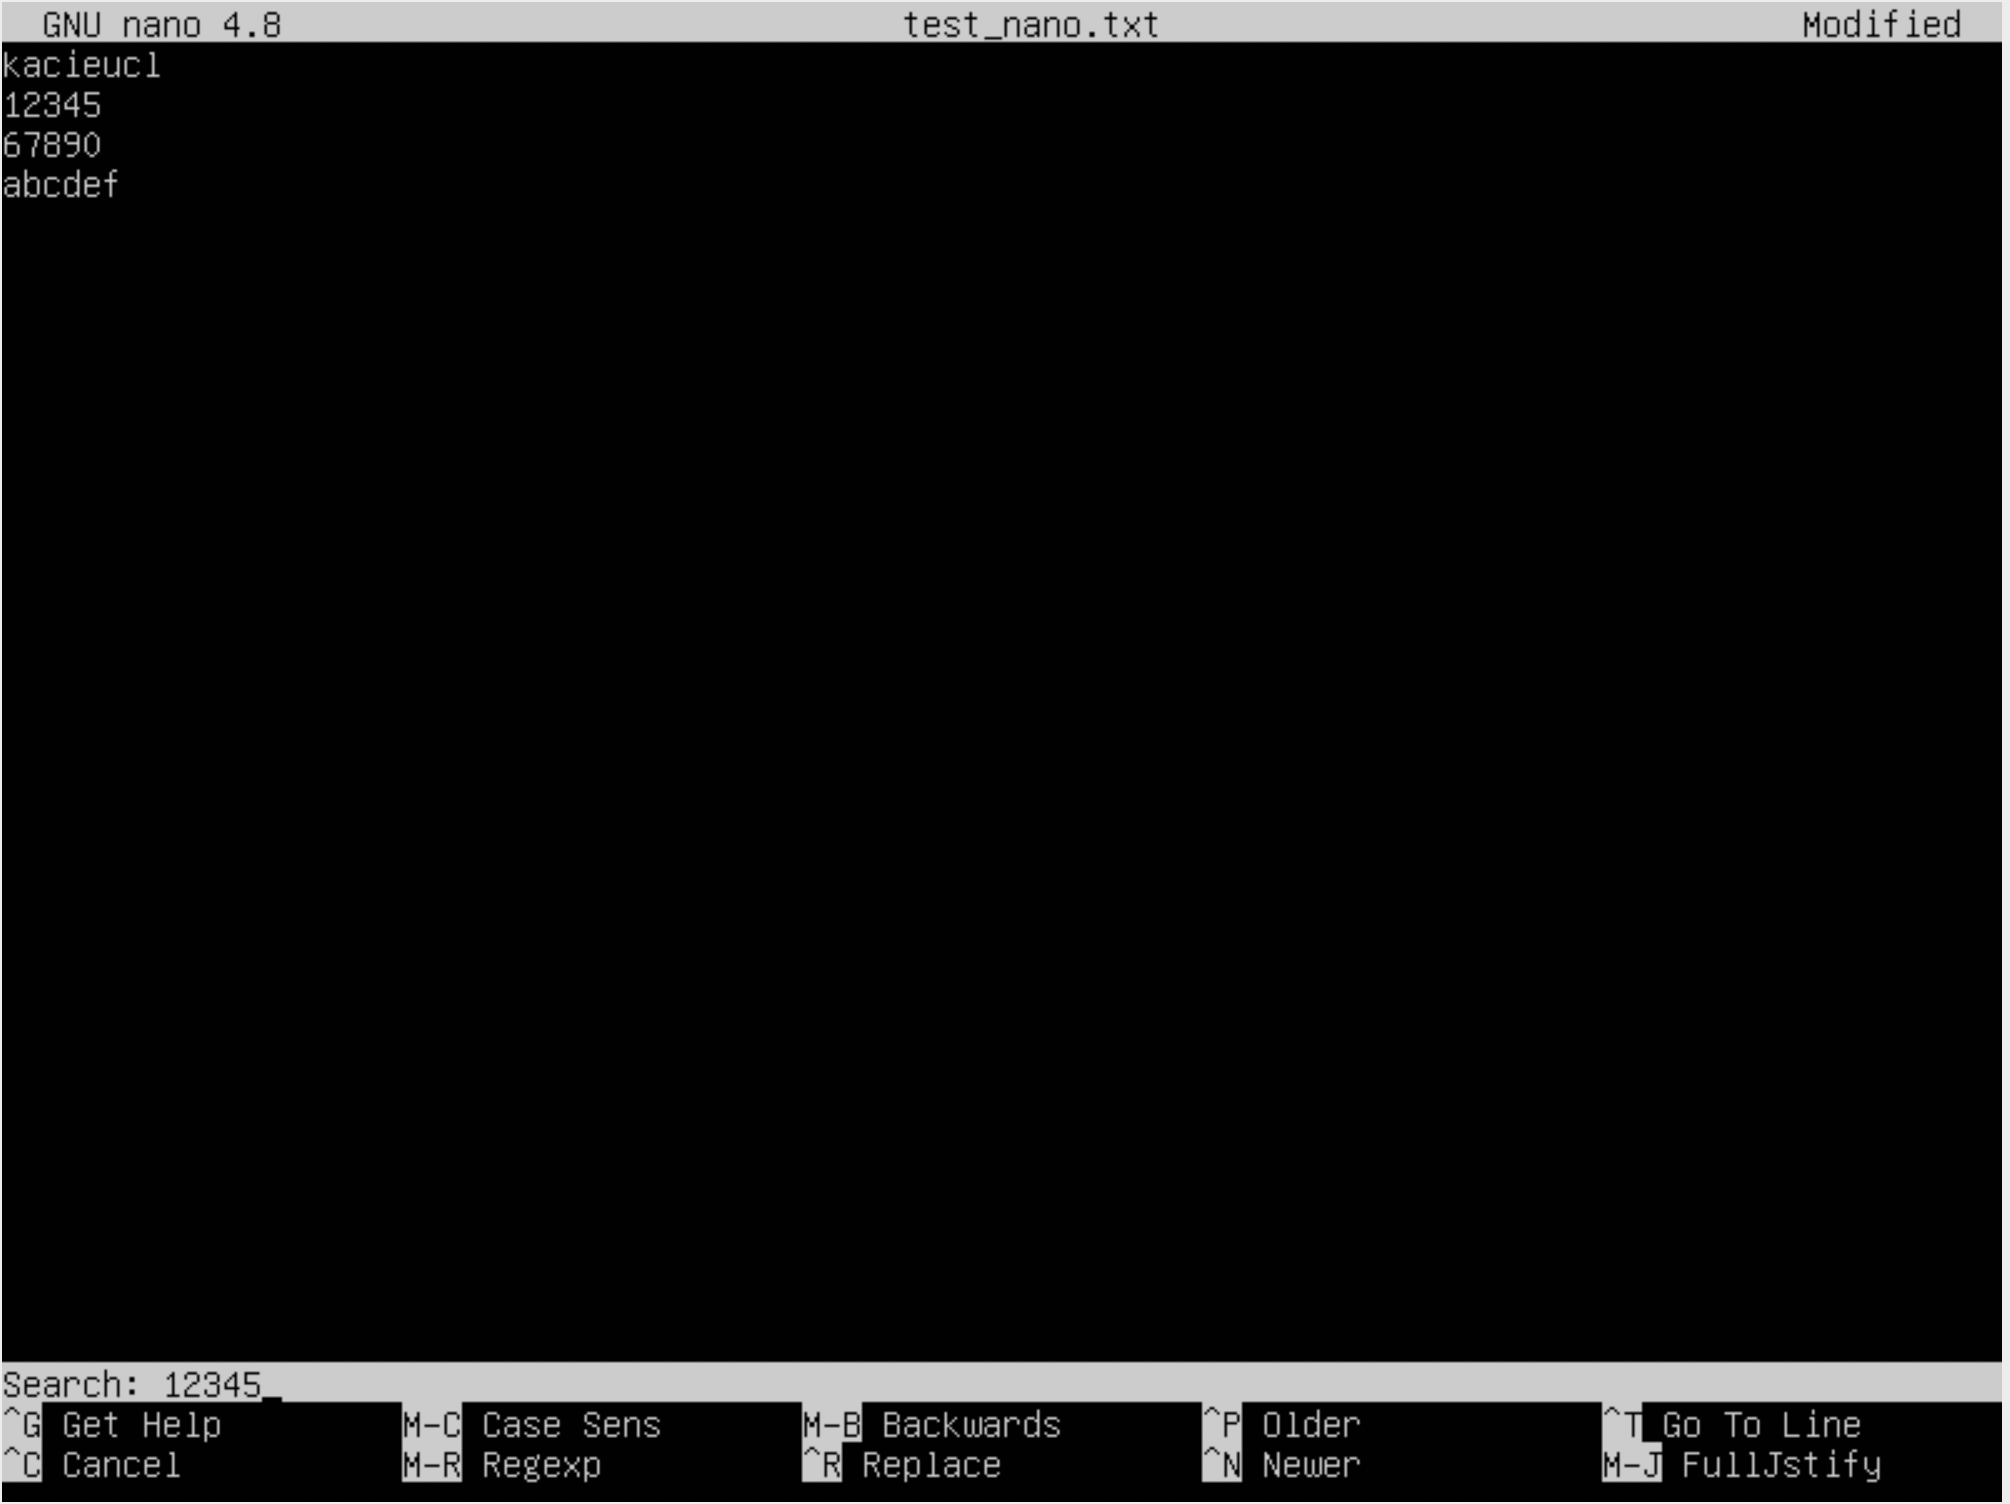 GNU nano 4.8 test_nano.txt Modified
kacieucl
12345
67890
abcdef
Search: 12345_
^G Get Help M-C Case Sens M-B Backwards ^P Older ^T Go To Line
^C Cancel M-R Regexp ^R Replace ^N Newer M-J FullJstify